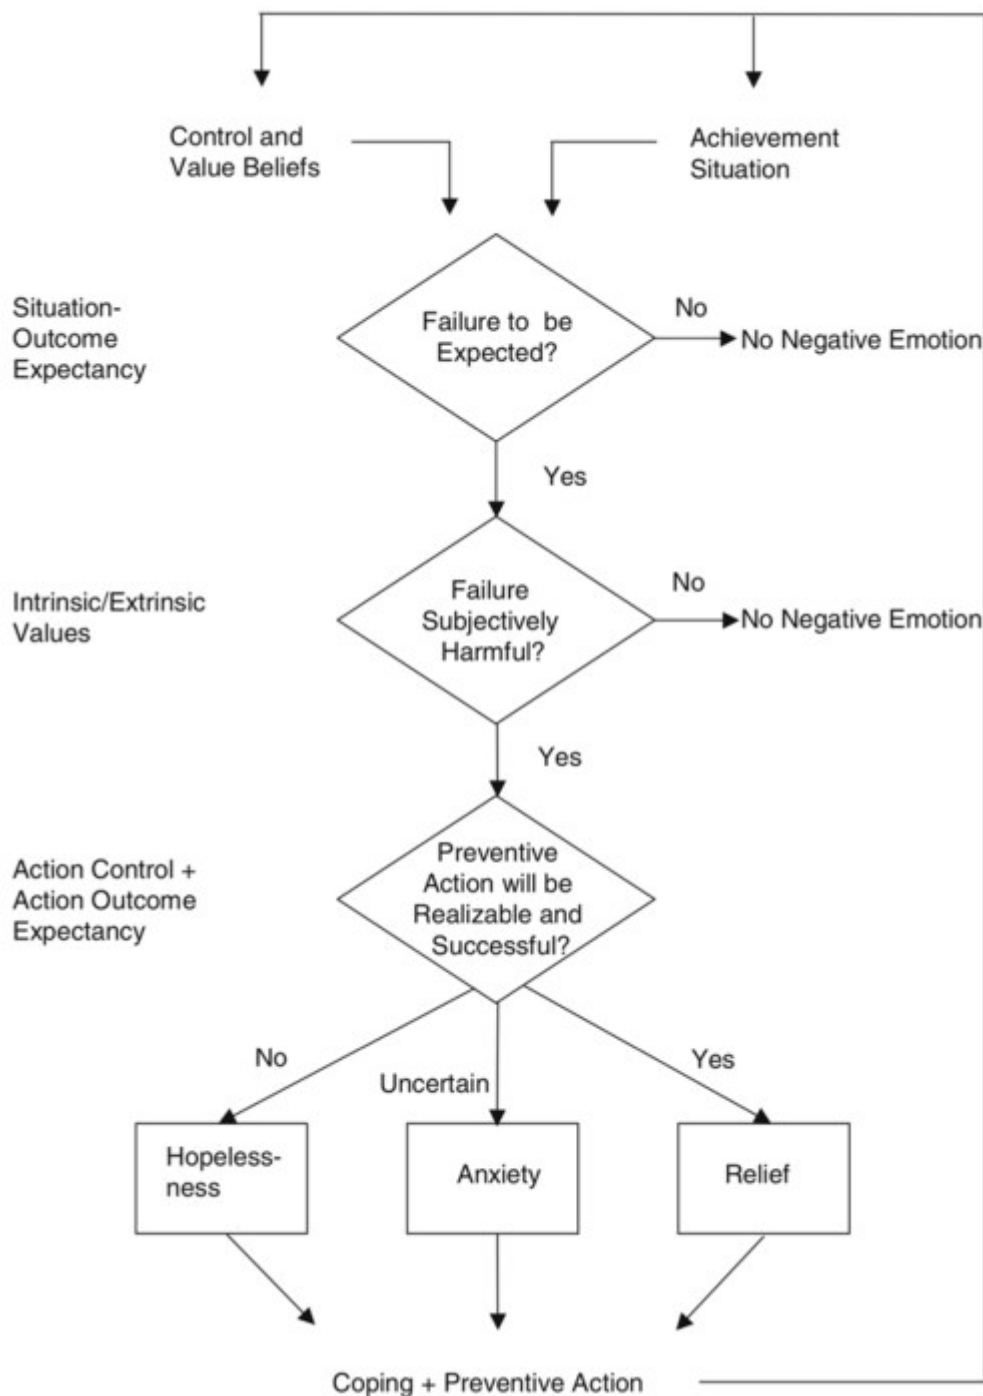 Control and
Value Beliefs
Achievement
Situation
Situation-
Outcome
Expectancy
Failure to be
Expected?
No
No Negative Emotion
Yes
Intrinsic/Extrinsic
Values
Failure
Subjectively
Harmful?
No
No Negative Emotion
Yes
Action Control +
Action Outcome
Expectancy
Preventive
Action will be
Realizable and
Successful?
No
Uncertain
Yes
Hopeless-
ness
Anxiety
Relief
Coping + Preventive Action